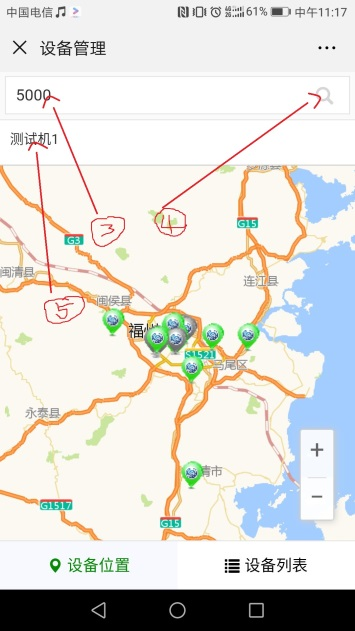 中国电信 61% 中午11:17
设备管理
5000
测试机1
③
④
⑤
G3
G15
闽清县
闽侯县
连江县
福州
S1521
马尾区
永泰县
清市
G1517
G15
+
−
设备位置
设备列表